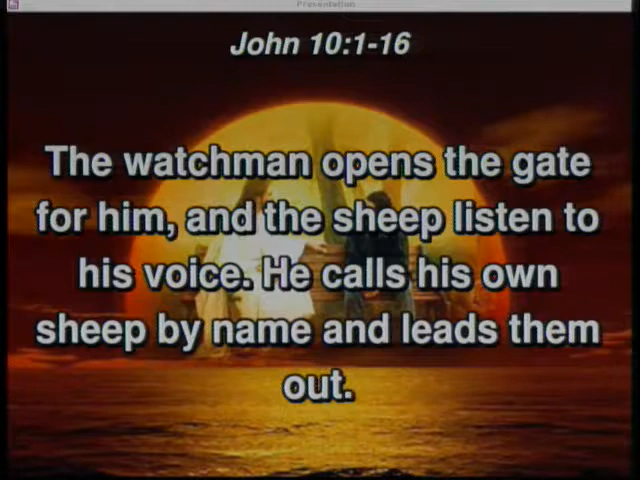 Presentation
John 10:1-16
The watchman opens the gate
for him, and the sheep listen to
his voice. He calls his own
sheep by name and leads them
out.